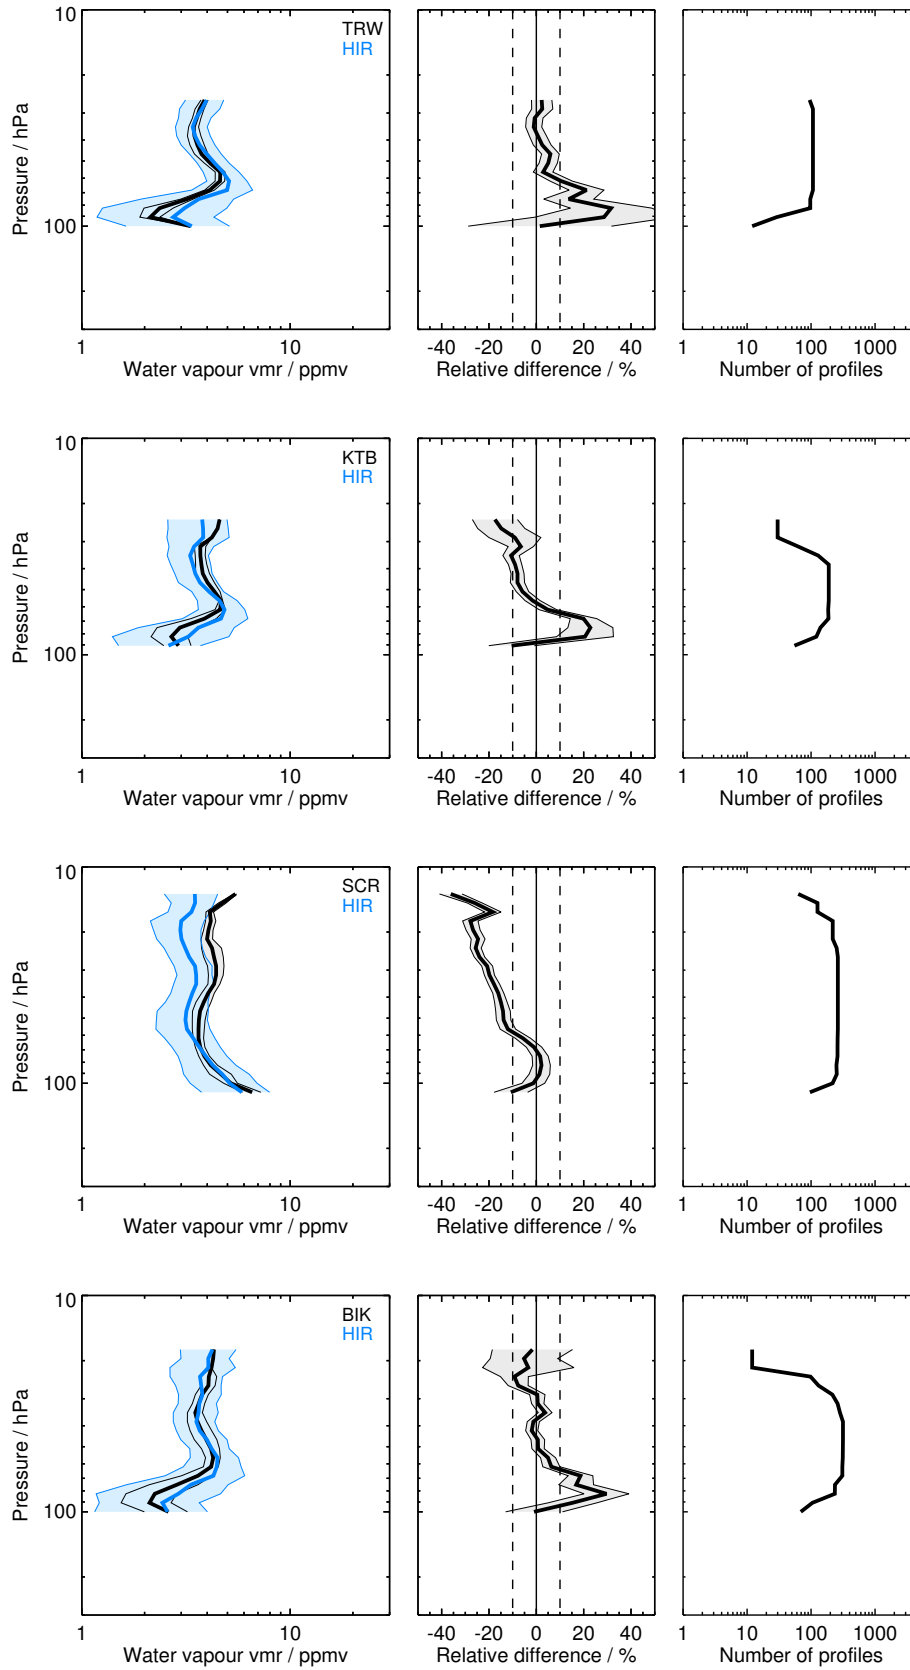 10
TRW
HIR
Pressure / hPa
100
1 10
-40 -20 0 20 40
1 10 100 1000
Water vapour vmr / ppmv
Relative difference / %
Number of profiles
10
KTB
HIR
Pressure / hPa
100
1 10
-40 -20 0 20 40
1 10 100 1000
Water vapour vmr / ppmv
Relative difference / %
Number of profiles
10
SCR
HIR
Pressure / hPa
100
1 10
-40 -20 0 20 40
1 10 100 1000
Water vapour vmr / ppmv
Relative difference / %
Number of profiles
10
BIK
HIR
Pressure / hPa
100
1 10
-40 -20 0 20 40
1 10 100 1000
Water vapour vmr / ppmv
Relative difference / %
Number of profiles